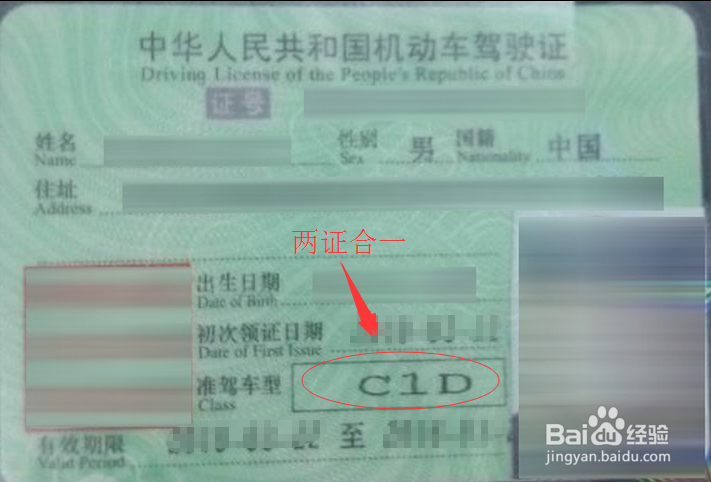 中华人民共和国机动车驾驶证
Driving License of the People's Republic of China
证号
姓名 性别 男 国籍 中国
Name Sex Nationality
住址
Address
两证合一
出生日期
Date of Birth
初次领证日期
Date of First Issue
准驾车型 C1D
Class
有效期限 至
Valid Period
Baidu经验
jingyan.baidu.com